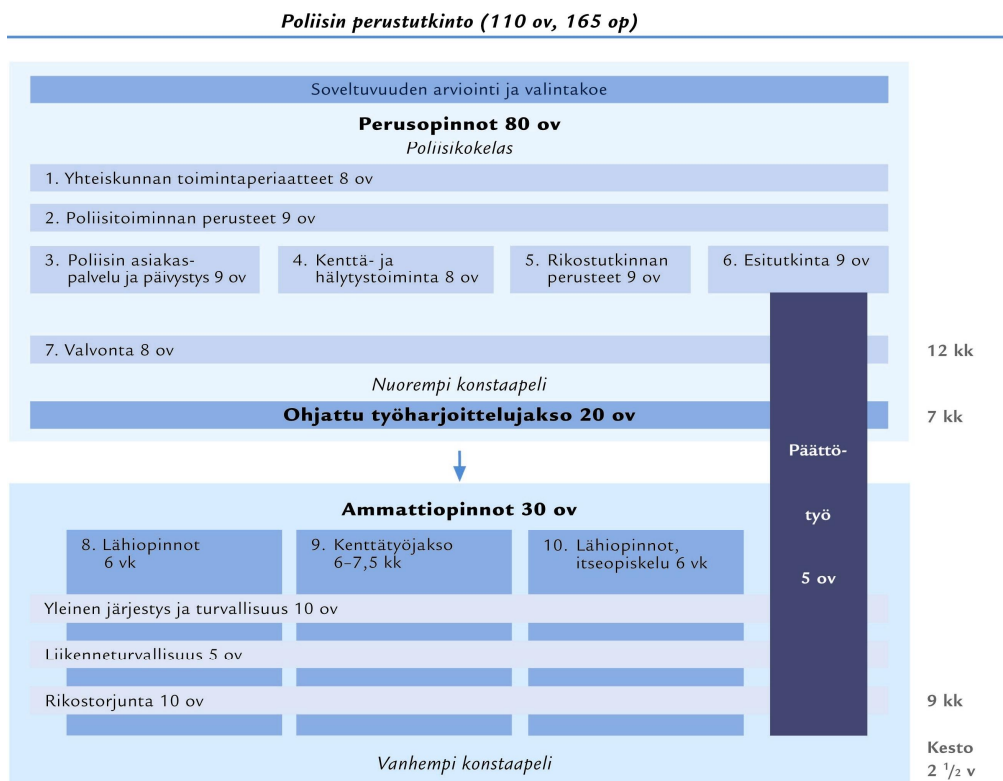 Poliisin perustutkinto (110 ov, 165 op)
Soveltuvuuden arviointi ja valintakoe
Perusopinnot 80 ov
Poliisikokelas
1. Yhteiskunnan toimintaperiaatteet 8 ov
2. Poliisitoiminnan perusteet 9 ov
3. Poliisin asiakas-
palvelu ja päivystys 9 ov
4. Kenttä- ja
hälytystoiminta 8 ov
5. Rikostutkinnan
perusteet 9 ov
6. Esitutkinta 9 ov
7. Valvonta 8 ov
12 kk
Nuorempi konstaapeli
Ohjattu työharjoittelujakso 20 ov
7 kk
Päättö-
työ
5 ov
Ammattiopinnot 30 ov
8. Lähiopinnot
6 vk
9. Kenttätyöjakso
6–7,5 kk
10. Lähiopinnot,
itseopiskelu 6 vk
Yleinen järjestys ja turvallisuus 10 ov
Liikenneturvallisuus 5 ov
Rikostorjunta 10 ov
9 kk
Vanhempi konstaapeli
Kesto
2 1/2 v